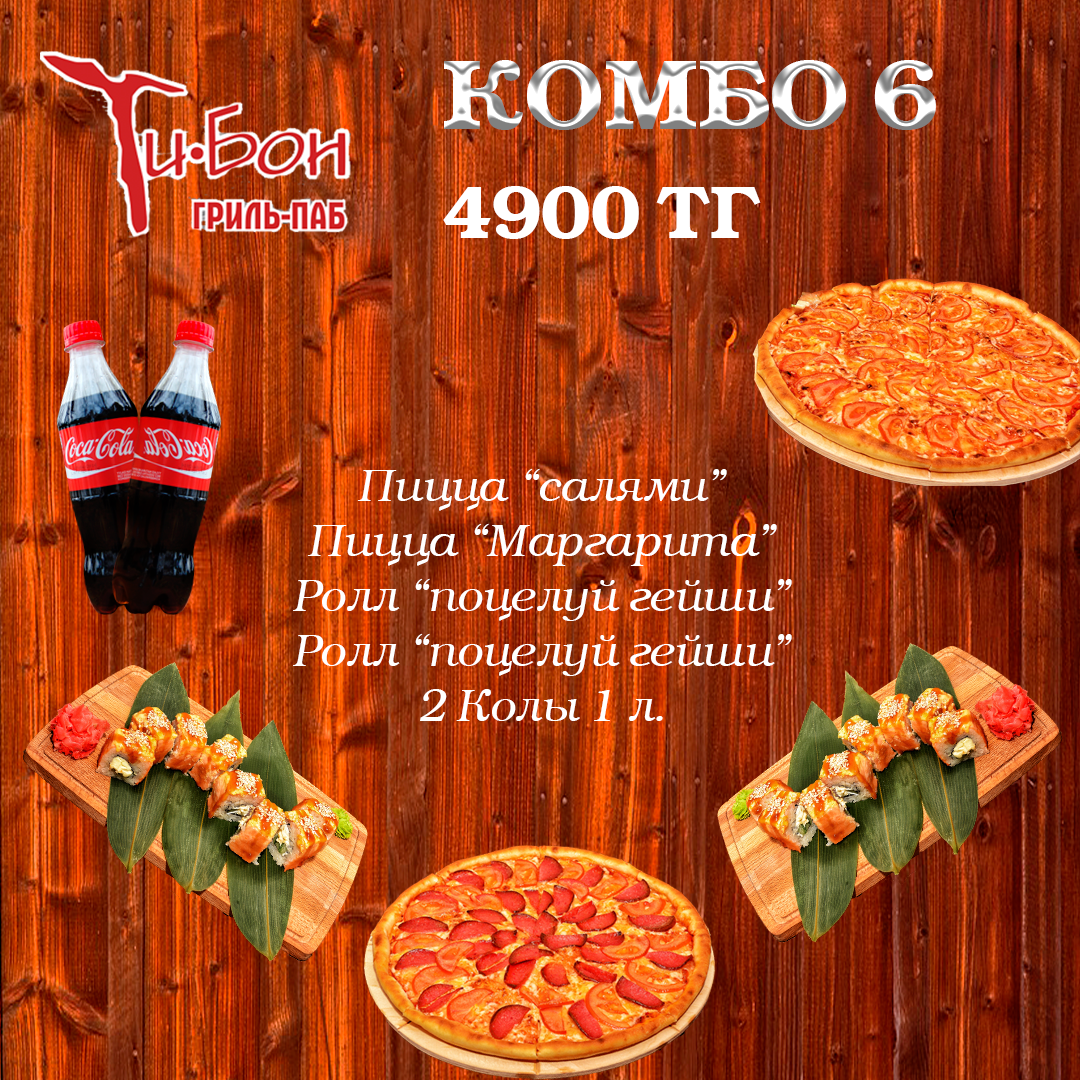 Ти•Бон
ГРИЛЬ-ПАБ
КОМБО 6
4900 ТГ
Coca-Cola
Coca-Cola
Пицца “салями”
Пицца “Маргарита”
Ролл “поцелуй гейши”
Ролл “поцелуй гейши”
2 Колы 1 л.